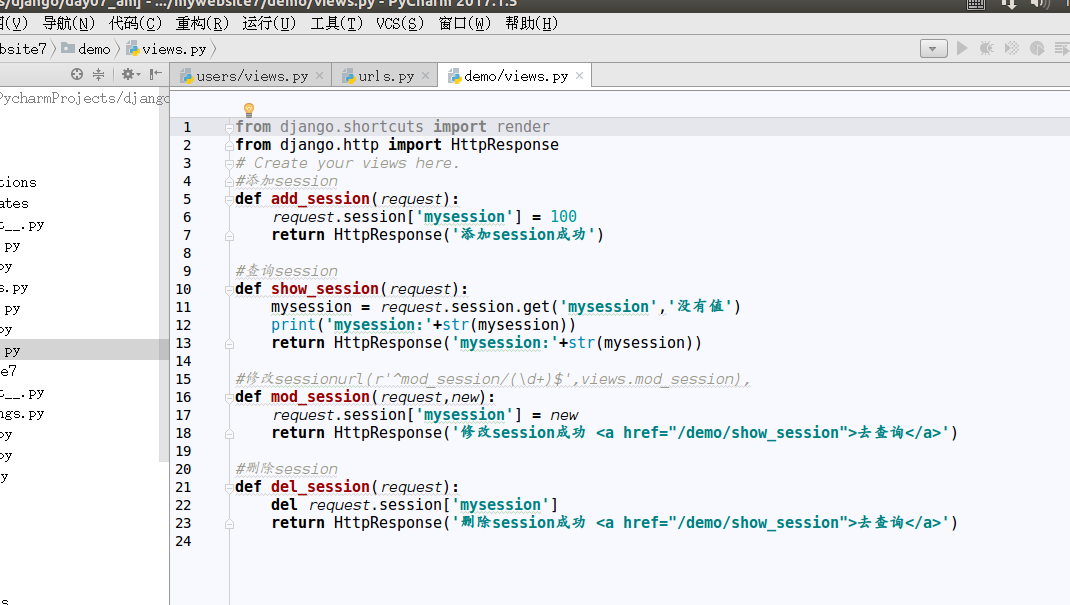 s/django/day07_amj - .../mywebsite7/demo/views.py - PyCharm 2017.1.5
图(V) 导航(N) 代码(C) 重构(R) 运行(U) 工具(T) VCS(S) 窗口(W) 帮助(H)
bsite7 demo views.py
users/views.py urls.py demo/views.py
PycharmProjects/django
tions
ates
t__.py
py
py
s.py
py
py
py
e7
t__.py
ngs.py
py
py
y
s
1 from django.shortcuts import render
2 from django.http import HttpResponse
3 # Create your views here.
4 #添加session
5 def add_session(request):
6 request.session['mysession'] = 100
7 return HttpResponse('添加session成功')
8
9 #查询session
10 def show_session(request):
11 mysession = request.session.get('mysession','没有值')
12 print('mysession:'+str(mysession))
13 return HttpResponse('mysession:'+str(mysession))
14
15 #修改sessionurl(r'^mod_session/(\d+)$',views.mod_session),
16 def mod_session(request,new):
17 request.session['mysession'] = new
18 return HttpResponse('修改session成功 <a href="/demo/show_session">去查询</a>')
19
20 #删除session
21 def del_session(request):
22 del request.session['mysession']
23 return HttpResponse('删除session成功 <a href="/demo/show_session">去查询</a>')
24